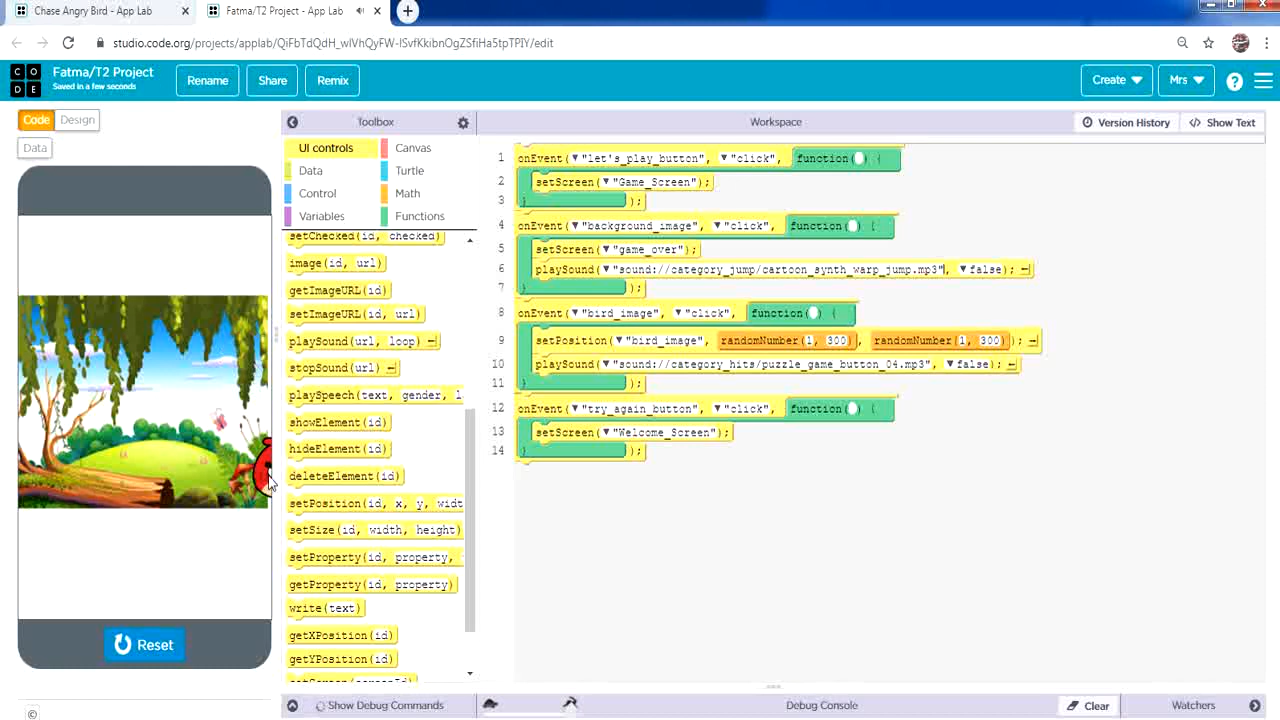 Chase Angry Bird - App Lab
Fatma/T2 Project - App Lab
studio.code.org/projects/applab/QiFbTdQdH_wIVhQyFW-ISvfKkibnOgZSfiHa5tpTPIY/edit
CODE
Fatma/T2 Project
Saved in a few seconds
Rename Share Remix Create Mrs
Code Design
Data
Toolbox Workspace Version History Show Text
UI controls Canvas
Data Turtle
Control Math
Variables Functions
setChecked(id, checked)
image(id, url)
getImageURL(id)
setImageURL(id, url)
playSound(url, loop)
stopSound(url)
playSpeech(text, gender, l
showElement(id)
hideElement(id)
deleteElement(id)
setPosition(id, x, y, widt
setSize(id, width, height)
setProperty(id, property,
getProperty(id, property)
write(text)
getXPosition(id)
getYPosition(id)
1 onEvent("let's_play_button", "click", function() {
2 setScreen("Game_Screen");
3 });
4 onEvent("background_image", "click", function() {
5 setScreen("game_over");
6 playSound("sound://category_jump/cartoon_synth_warp_jump.mp3", false);
7 });
8 onEvent("bird_image", "click", function() {
9 setPosition("bird_image", randomNumber(1, 300), randomNumber(1, 300));
10 playSound("sound://category_hits/puzzle_game_button_04.mp3", false);
11 });
12 onEvent("try_again_button", "click", function() {
13 setScreen("Welcome_Screen");
14 });
Reset
©
Show Debug Commands Debug Console Clear Watchers